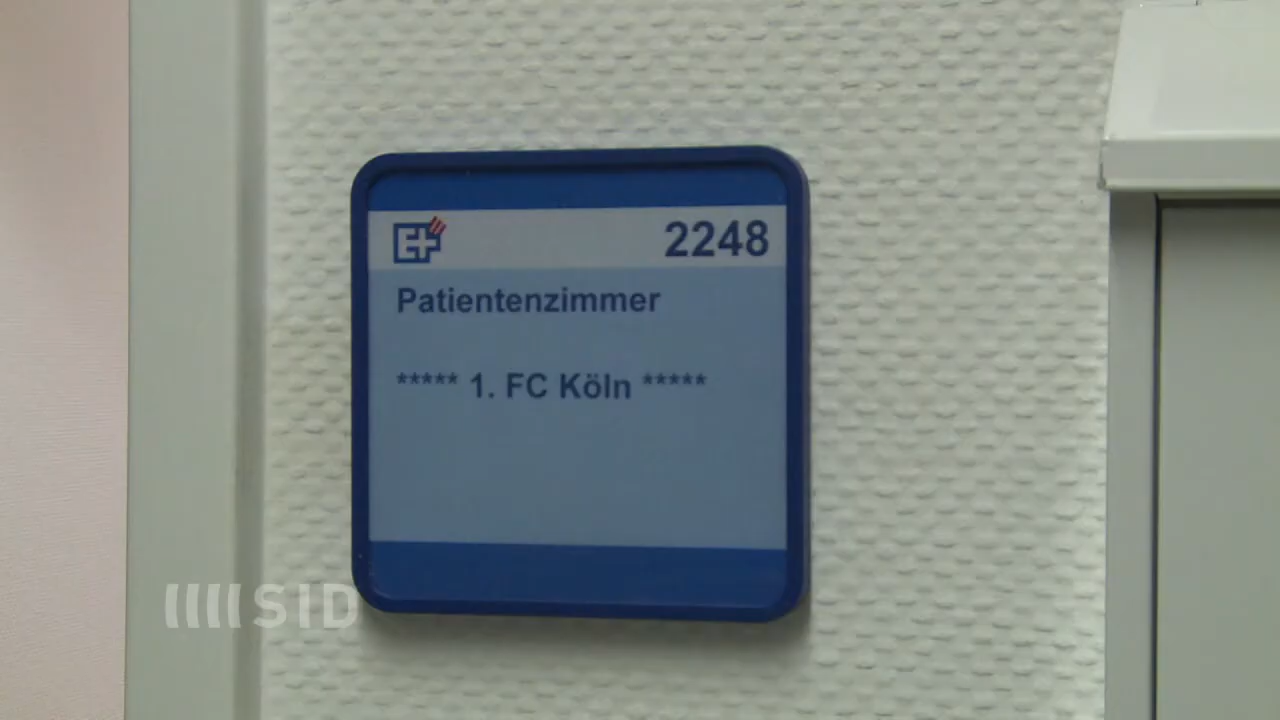 E+ 2248
Patientenzimmer
***** 1. FC Köln *****
SID